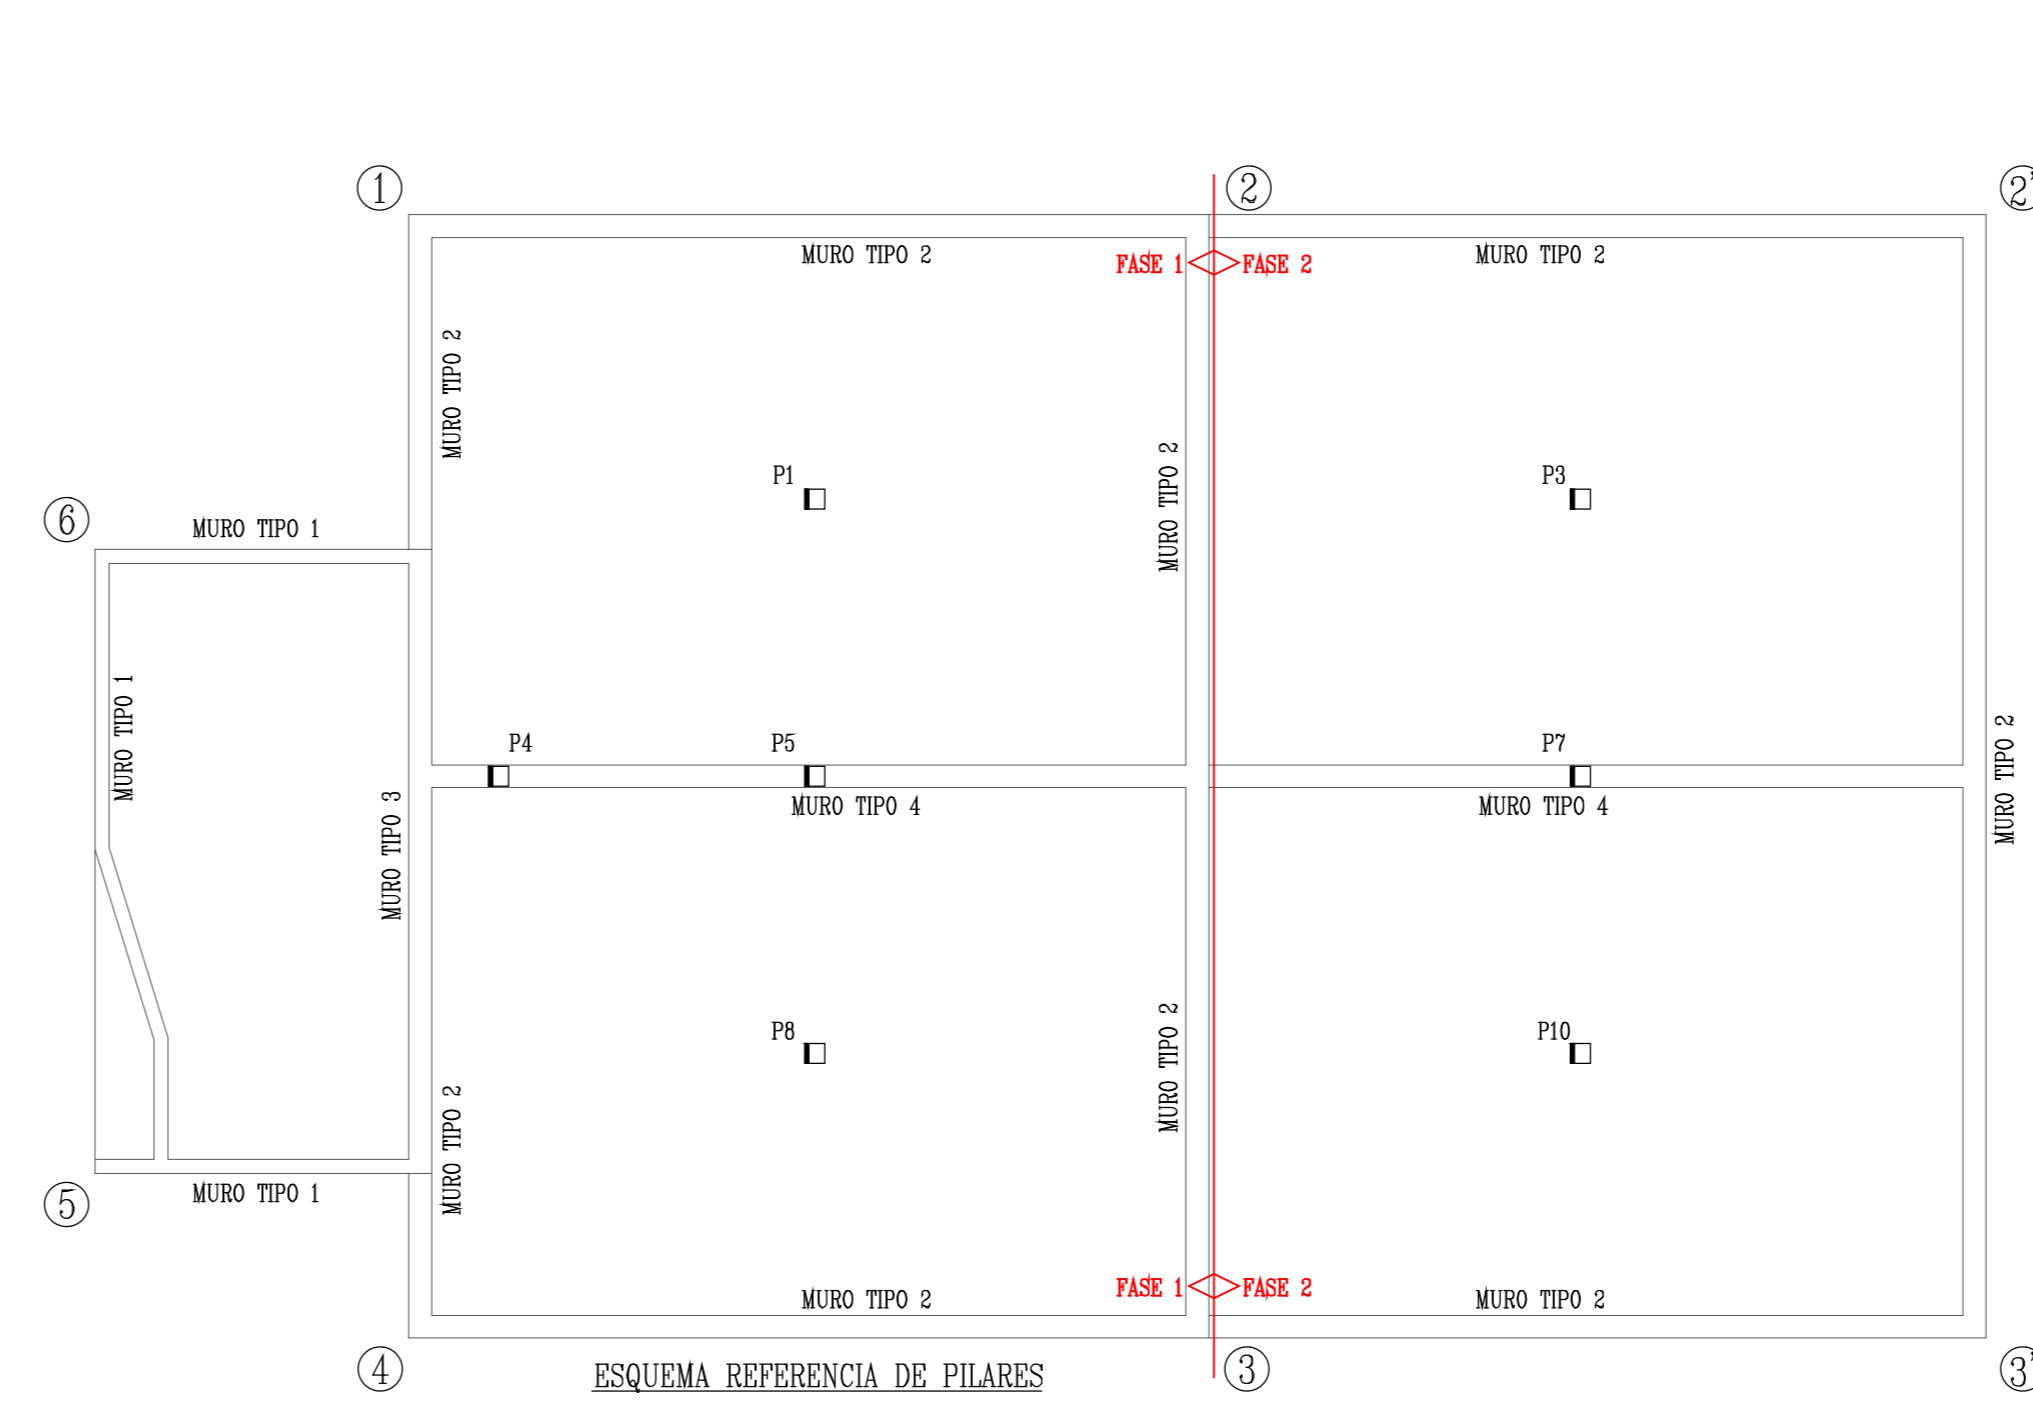 1
2
2'
MURO TIPO 2
FASE 1
FASE 2
MURO TIPO 2
MURO TIPO 2
MURO TIPO 2
P1
P3
6
MURO TIPO 1
MURO TIPO 1
P4
P5
P7
MURO TIPO 2
MURO TIPO 3
MURO TIPO 4
MURO TIPO 4
P8
P10
MURO TIPO 2
MURO TIPO 2
5
MURO TIPO 1
FASE 1
FASE 2
MURO TIPO 2
MURO TIPO 2
4
ESQUEMA REFERENCIA DE PILARES
3
3'